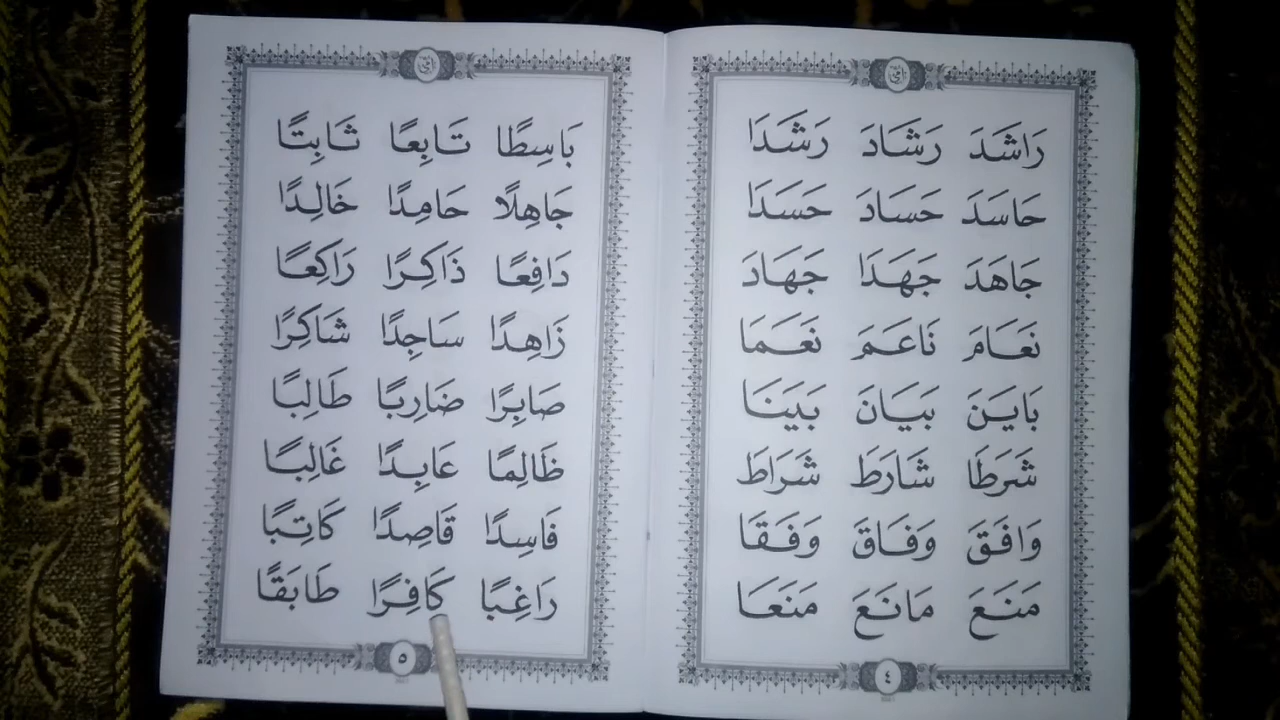 رَاشَدَ رَشَادَ رَشَدَا
حَاسَدَ حَسَادَ حَسَدَا
جَاهَدَ جَهَدَا جَهَادَ
نَعَامَ نَاعَمَ نَعَمَا
بَايَنَ بَيَانَ بَيَنَا
شَرَطَا شَارَطَ شَرَاطَ
وَافَقَ وَفَاقَ وَفَقَا
مَنَعَ مَانَعَ مَنَعَا
٤
بَاسِطًا تَابِعًا ثَابِتًا
جَاهِلًا حَامِدًا خَالِدًا
دَافِعًا ذَاكِرًا رَاكِعًا
زَاهِدًا سَاجِدًا شَاكِرًا
صَابِرًا ضَارِبًا طَالِبًا
ظَالِمًا عَابِدًا غَالِبًا
فَاسِدًا قَاصِدًا كَاتِبًا
رَاغِبًا كَافِرًا طَابَقًا
٥